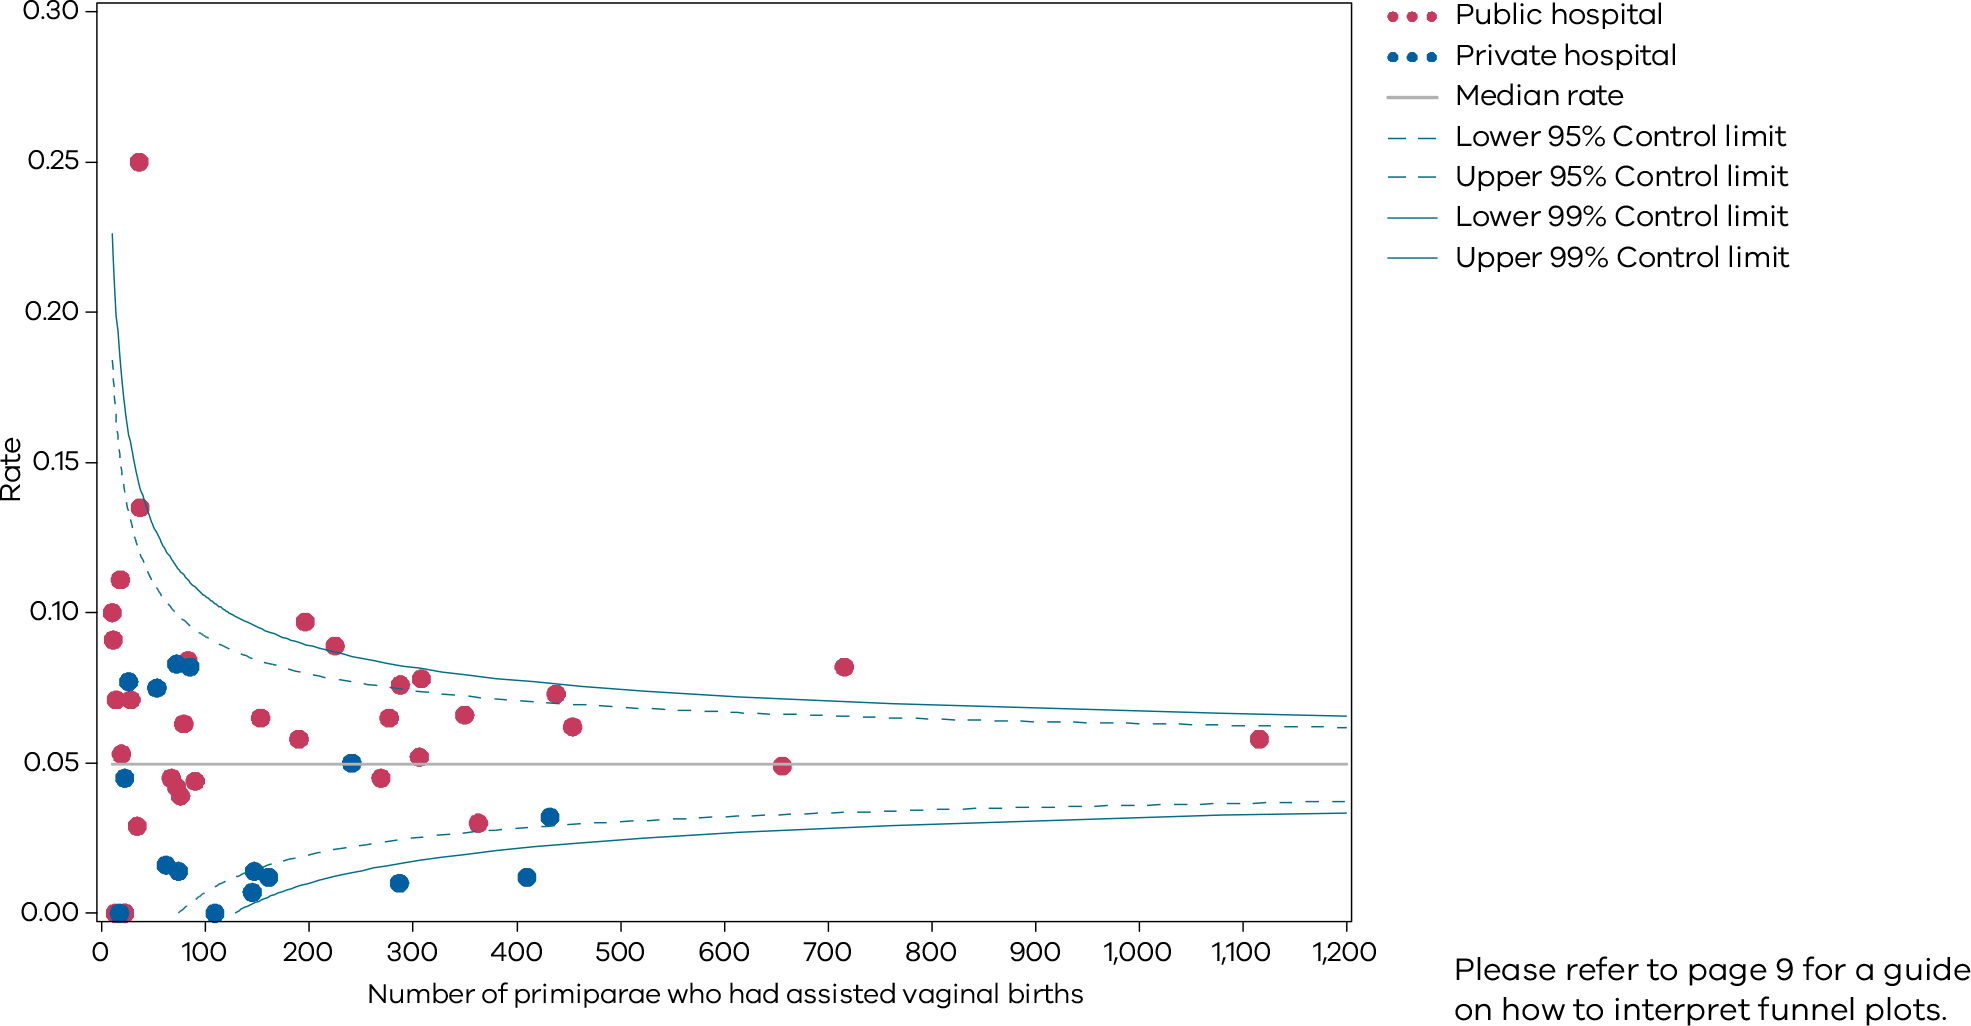 0.30
0.25
0.20
0.15
0.10
0.05
0.00
Rate
0 100 200 300 400 500 600 700 800 900 1,000 1,100 1,200
Number of primiparae who had assisted vaginal births
Public hospital
Private hospital
Median rate
Lower 95% Control limit
Upper 95% Control limit
Lower 99% Control limit
Upper 99% Control limit
Please refer to page 9 for a guide
on how to interpret funnel plots.